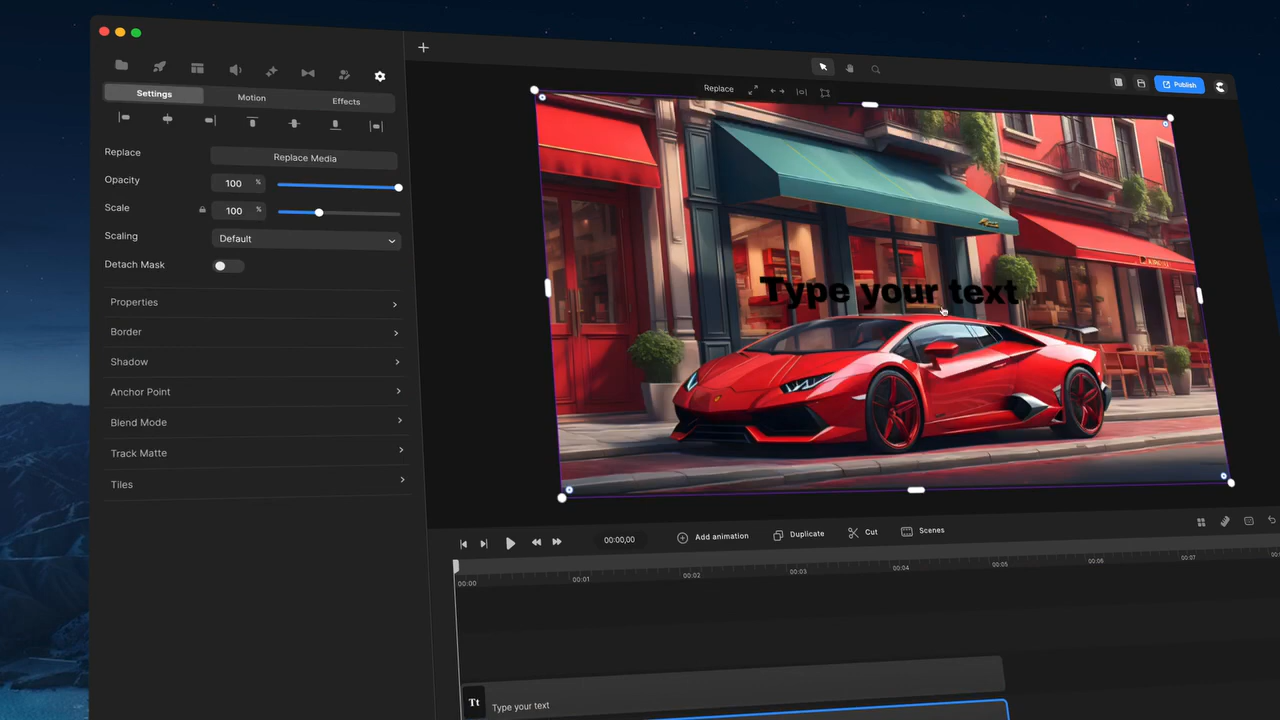 Settings
Motion
Effects
Replace
Replace Media
Opacity
100 %
Scale
100 %
Scaling
Default
Detach Mask
Properties
Border
Shadow
Anchor Point
Blend Mode
Track Matte
Tiles
Replace
Publish
Type your text
00:00,00
Add animation
Duplicate
Cut
Scenes
00:00
00:01
00:02
00:03
00:04
00:05
00:06
00:07
Tt
Type your text